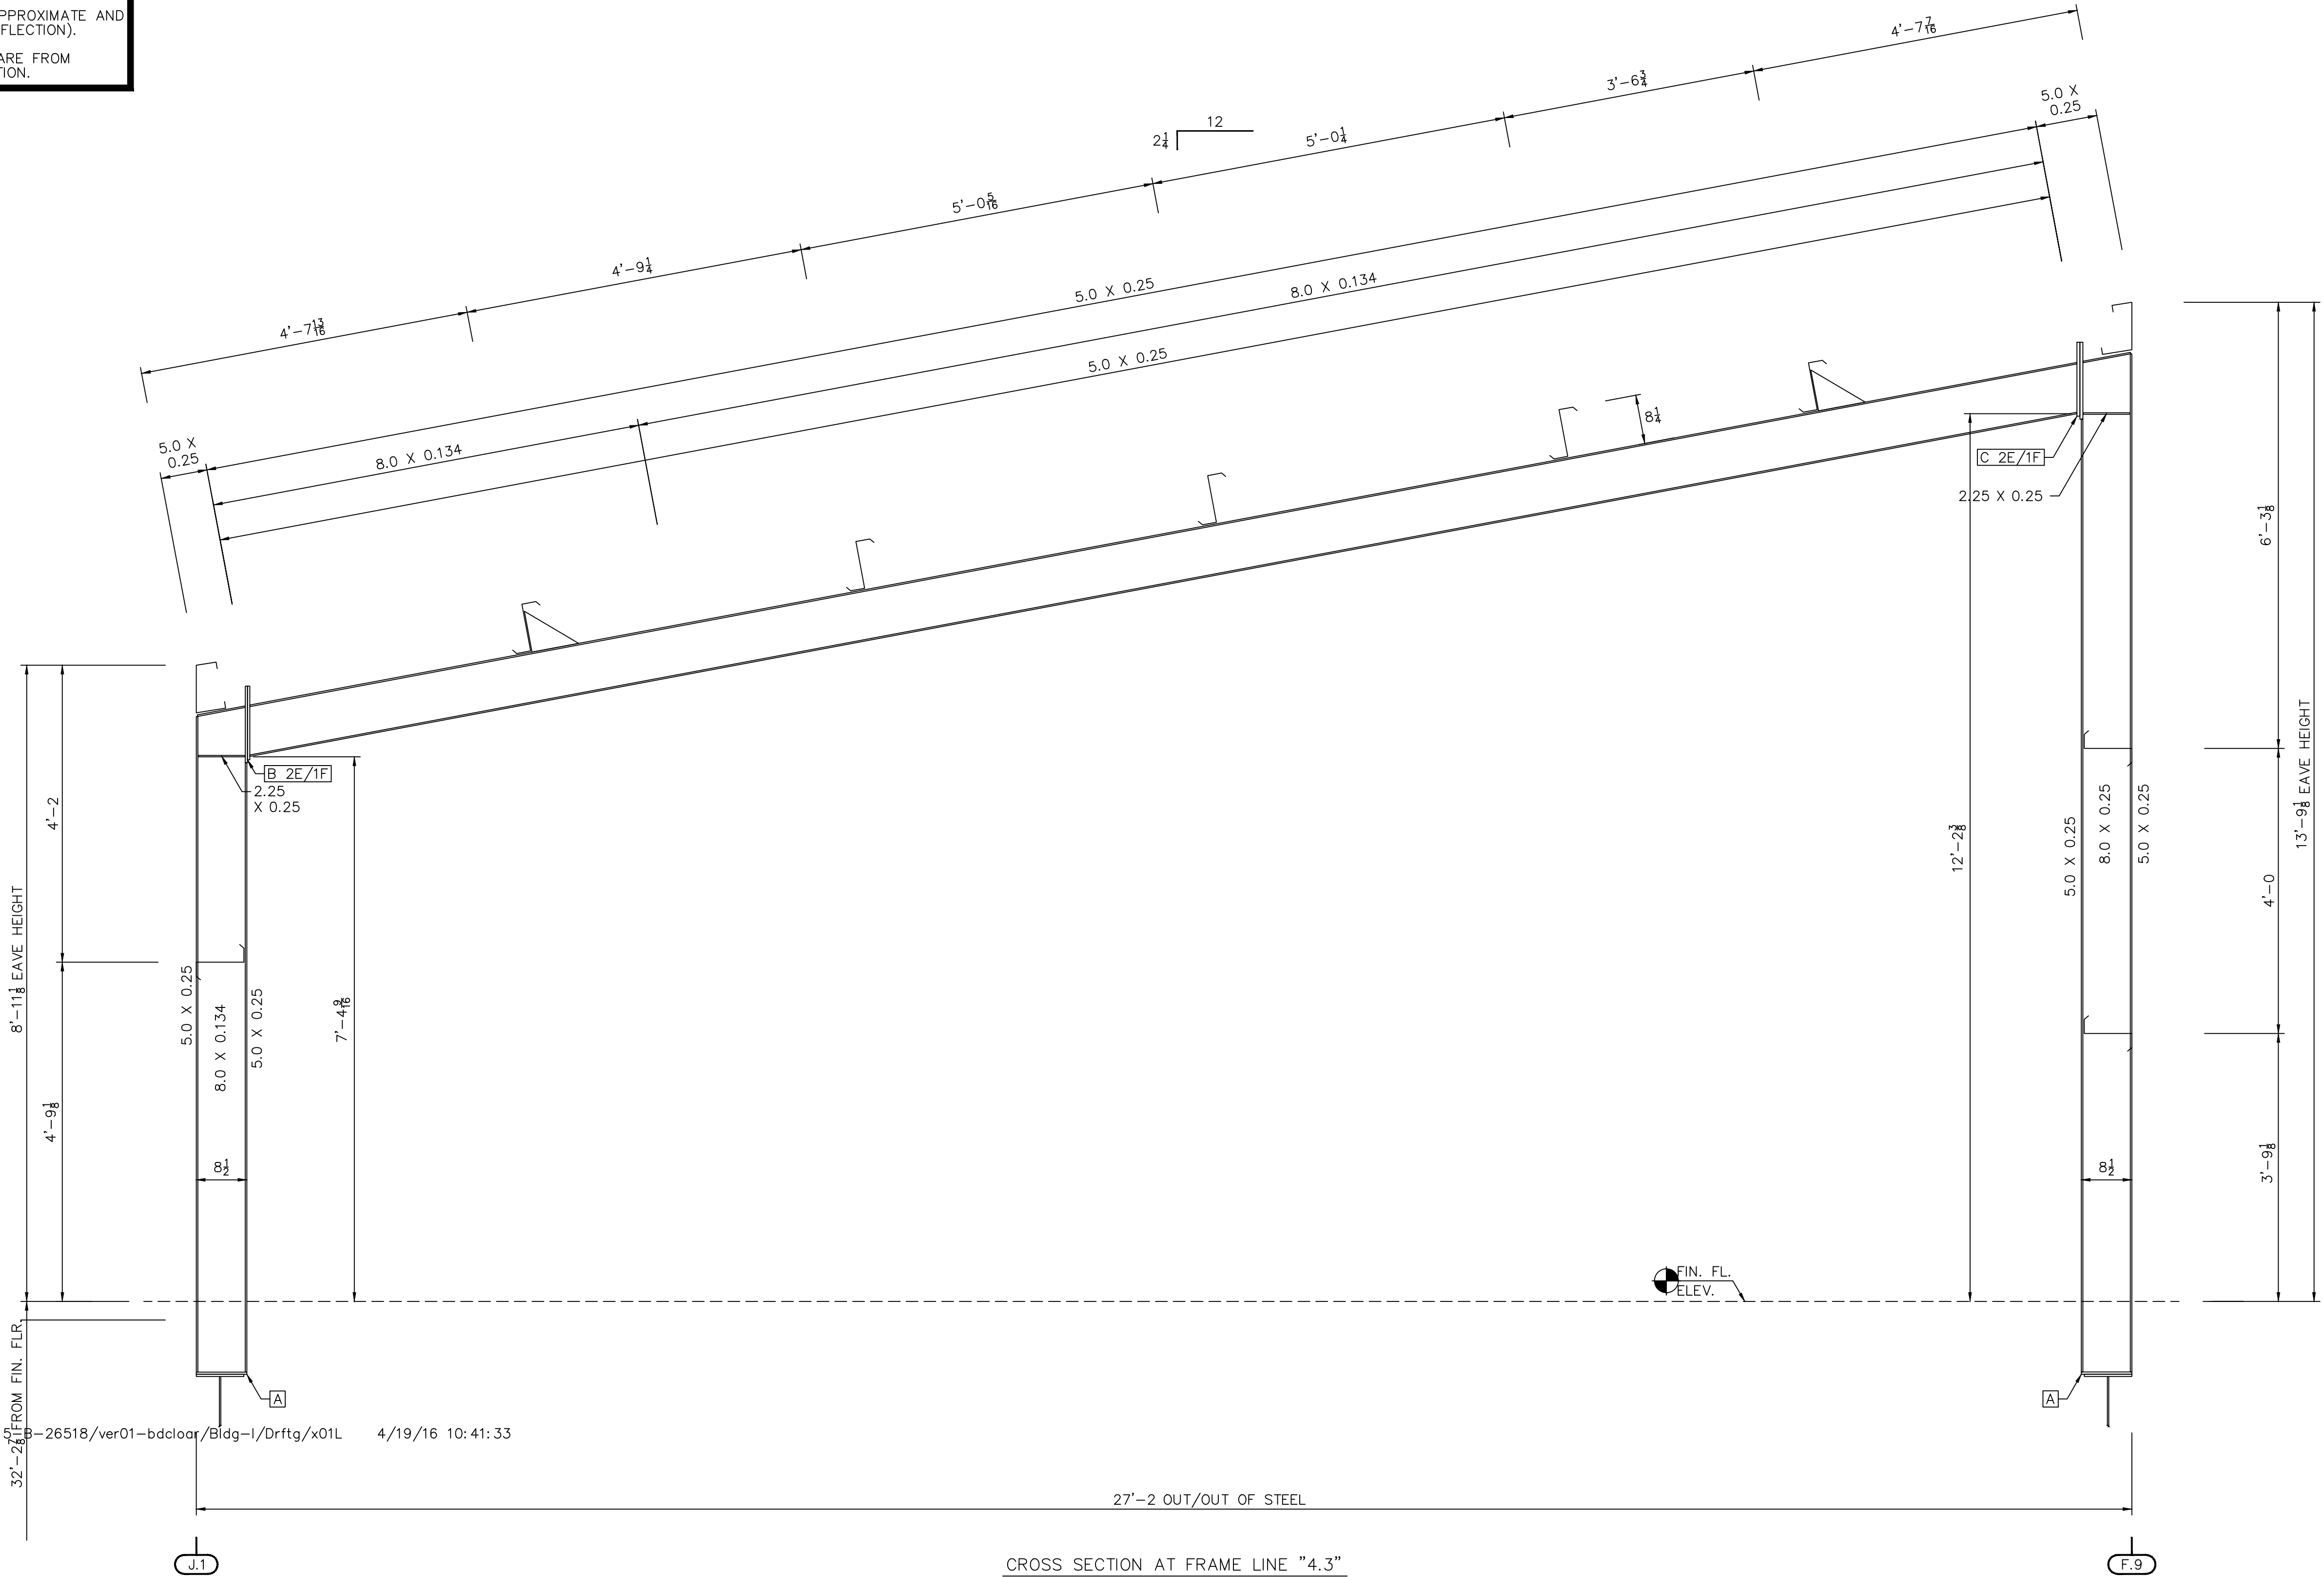 PPROXIMATE AND
FLECTION).
ARE FROM
TION.
4'-7 7/16
3'-6 3/4
5.0 X
0.25
12
2 1/4
5'-0 1/4
5'-0 5/16
4'-9 1/4
5.0 X 0.25
8.0 X 0.134
4'-7 13/16
5.0 X 0.25
5.0 X
0.25
8.0 X 0.134
8 1/4
C 2E/1F
2.25 X 0.25
6'-3 1/8
13'-9 1/8 EAVE HEIGHT
B 2E/1F
2.25
X 0.25
4'-2
8'-11 1/8 EAVE HEIGHT
12'-2 3/8
5.0 X 0.25
8.0 X 0.25
5.0 X 0.25
4'-0
5.0 X 0.25
8.0 X 0.134
5.0 X 0.25
7'-4 9/16
4'-9 1/8
8 1/2
8 1/2
3'-9 1/8
FIN. FL.
ELEV.
32'-2 7/8 FROM FIN. FLR.
A
A
5-B-26518/ver01-bdcloar/Bldg-I/Drftg/x01L 4/19/16 10:41:33
27'-2 OUT/OUT OF STEEL
J.1
CROSS SECTION AT FRAME LINE "4.3"
F.9